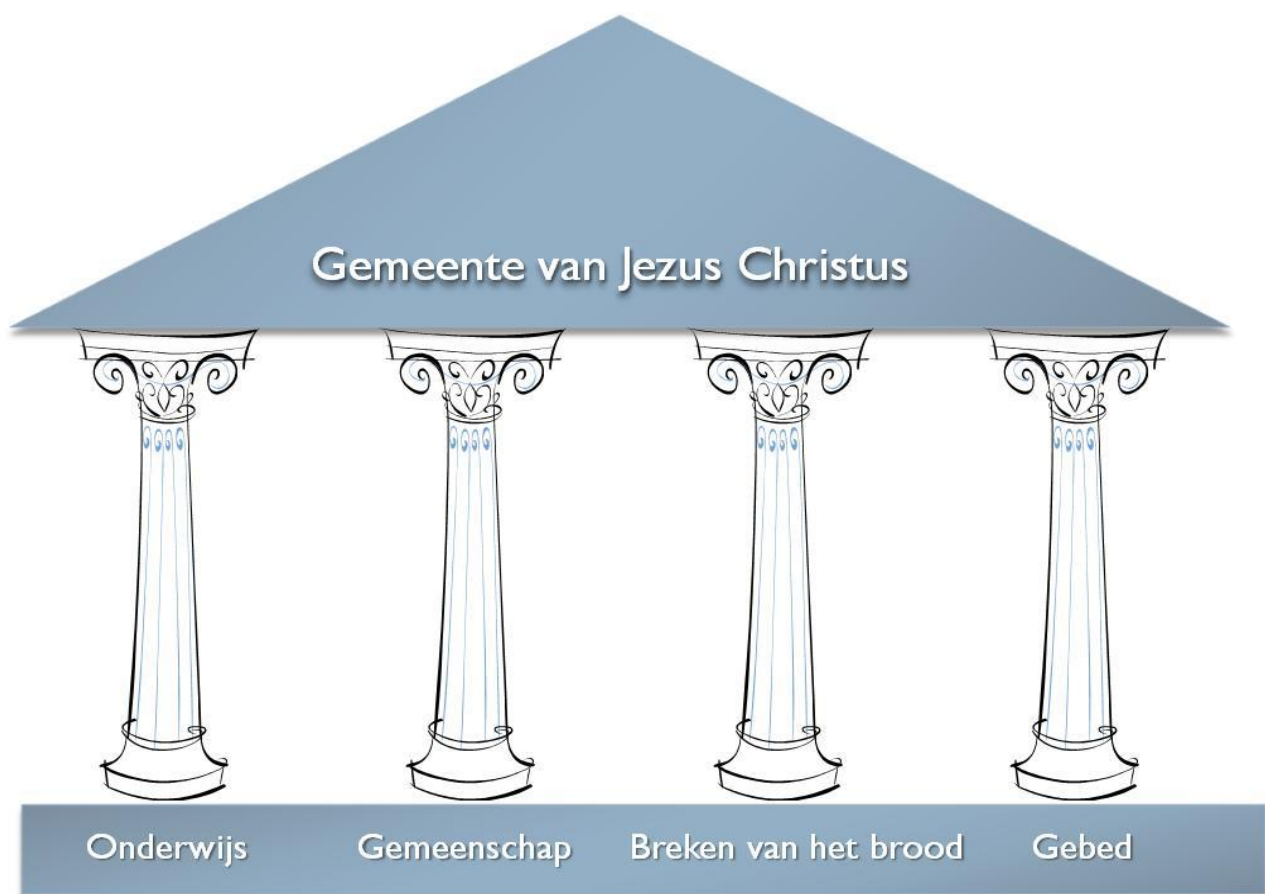 Gemeente van Jezus Christus
Onderwijs Gemeenschap Breken van het brood Gebed